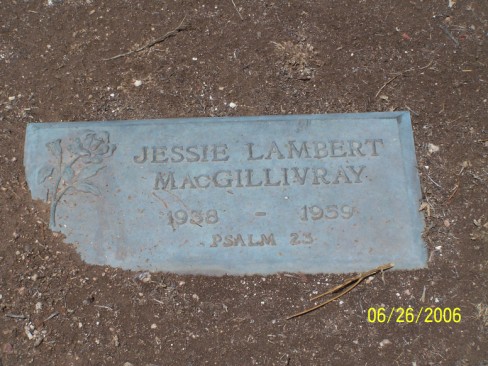 JESSIE LAMBERT
MACGILLIVRAY
1938 - 1959
PSALM 23
06/26/2006